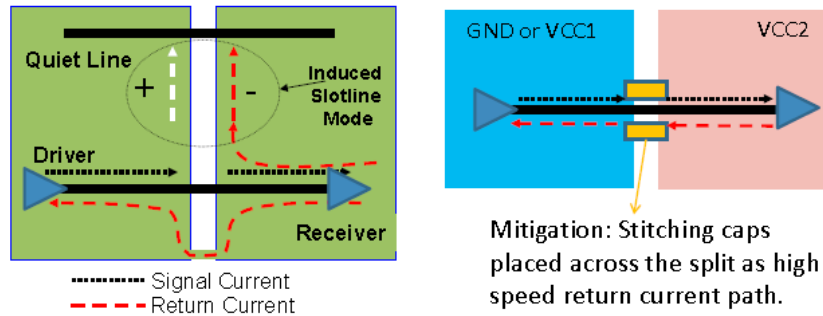 Quiet Line
+
-
Induced
Slotline
Mode
Driver
Receiver
Signal Current
Return Current
GND or VCC1
VCC2
Mitigation: Stitching caps
placed across the split as high
speed return current path.